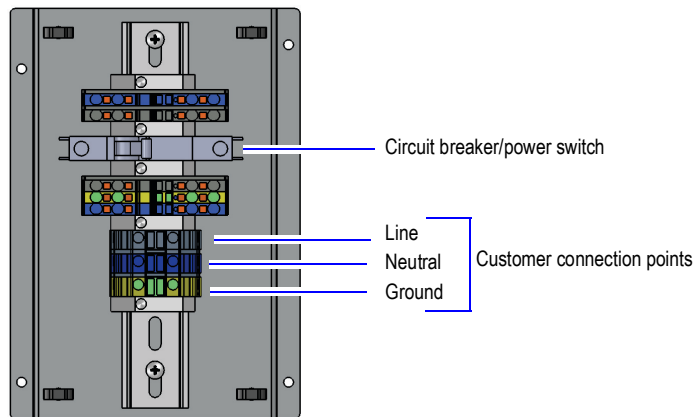 Circuit breaker/power switch
Line
Neutral
Customer connection points
Ground